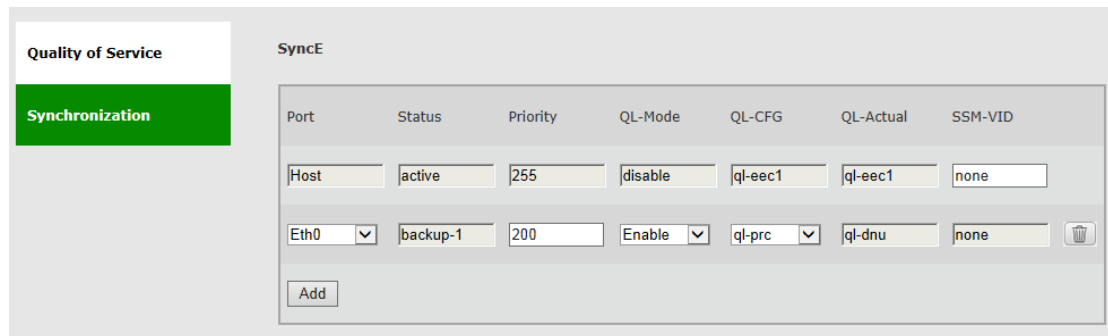 Quality of Service
Synchronization
SyncE
Port Status Priority QL-Mode QL-CFG QL-Actual SSM-VID
Host active 255 disable ql-eec1 ql-eec1 none
Eth0 backup-1 200 Enable ql-prc ql-dnu none
Add